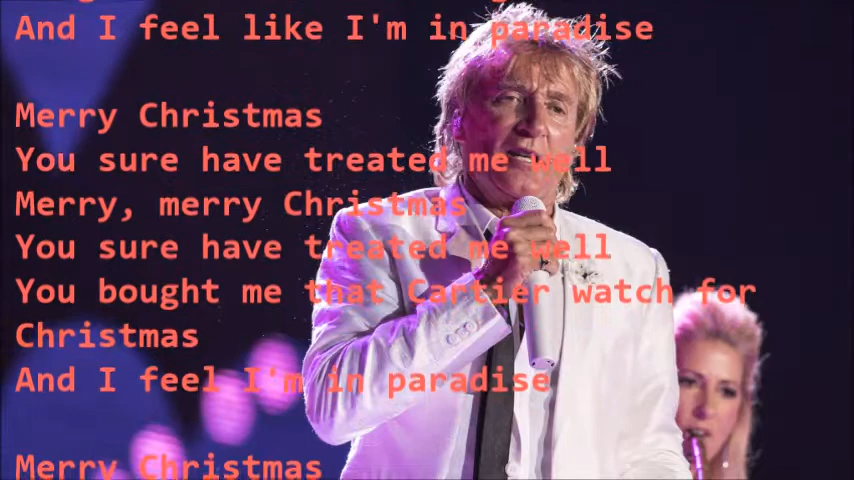 And I feel like I'm in paradise
Merry Christmas
You sure have treated me well
Merry, merry Christmas
You sure have treated me well
You bought me that Cartier watch for
Christmas
And I feel I'm in paradise
Merry Christmas